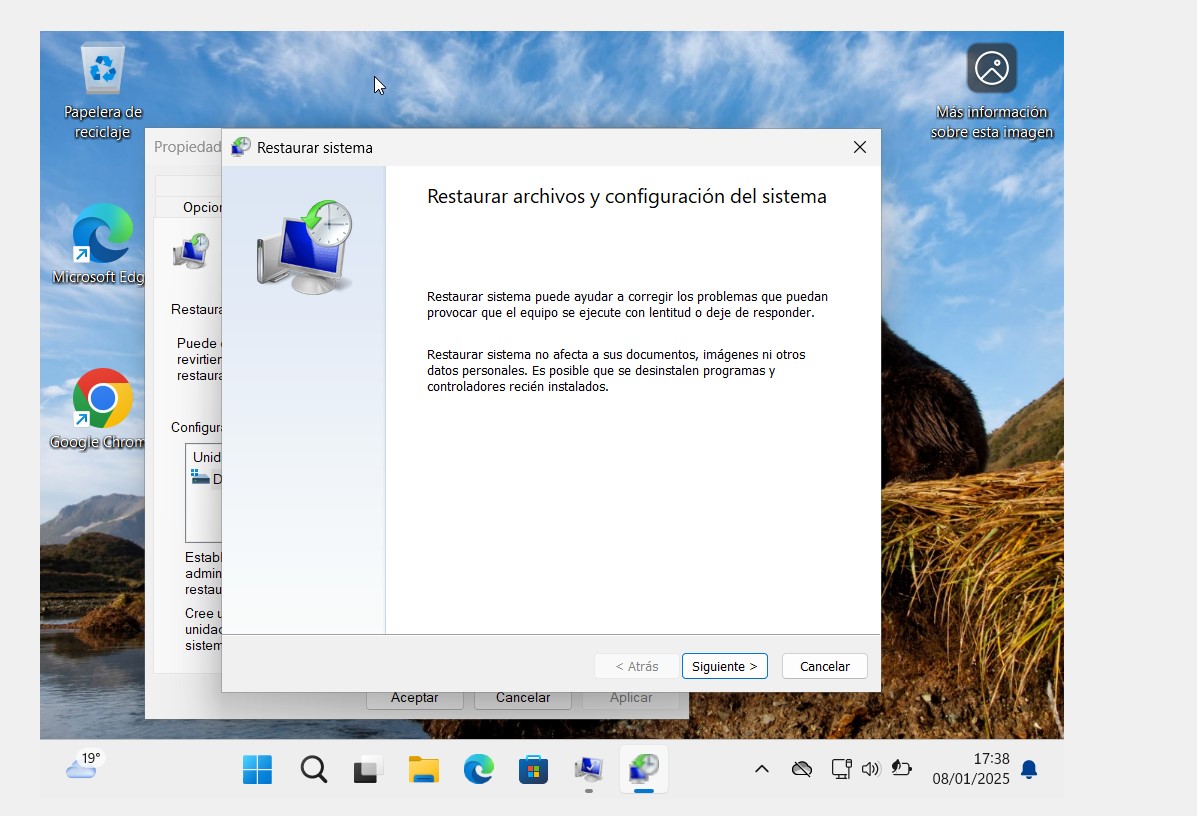 Papelera de
reciclaje
Más información
sobre esta imagen
Microsoft Edg
Google Chrom
Propiedad
Opcion
Restaura
Puede
revirtien
restaura
Configura
Unid
D
Establ
admin
restau
Cree u
unidad
sistem
Aceptar
Cancelar
Aplicar
Restaurar sistema
Restaurar archivos y configuración del sistema
Restaurar sistema puede ayudar a corregir los problemas que puedan
provocar que el equipo se ejecute con lentitud o deje de responder.
Restaurar sistema no afecta a sus documentos, imágenes ni otros
datos personales. Es posible que se desinstalen programas y
controladores recién instalados.
< Atrás
Siguiente >
Cancelar
19°
17:38
08/01/2025